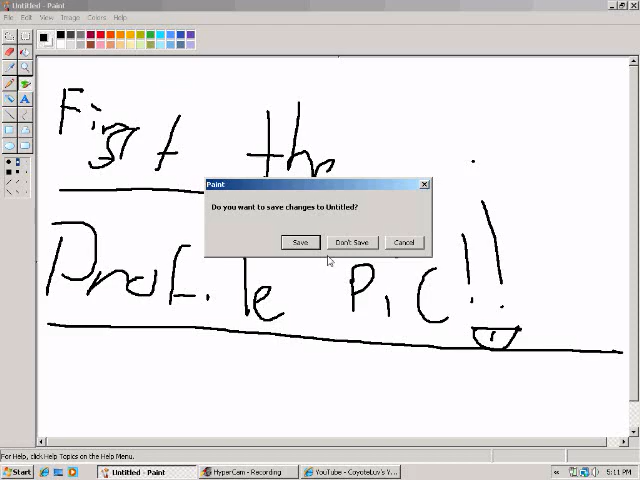 Untitled - Paint
File Edit View Image Colors Help
First the
Paint
Do you want to save changes to Untitled?
Save Don't Save Cancel
Profile Pic!!
For Help, click Help Topics on the Help Menu.
Start Untitled - Paint HyperCam - Recording YouTube - CoyoteLuv's Y... « 5:11 PM